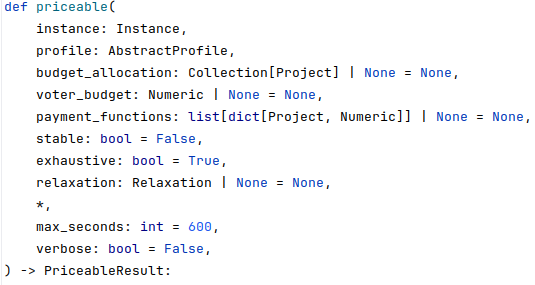 def priceable(
    instance: Instance,
    profile: AbstractProfile,
    budget_allocation: Collection[Project] | None = None,
    voter_budget: Numeric | None = None,
    payment_functions: list[dict[Project, Numeric]] | None = None,
    stable: bool = False,
    exhaustive: bool = True,
    relaxation: Relaxation | None = None,
    *,
    max_seconds: int = 600,
    verbose: bool = False,
) -> PriceableResult: